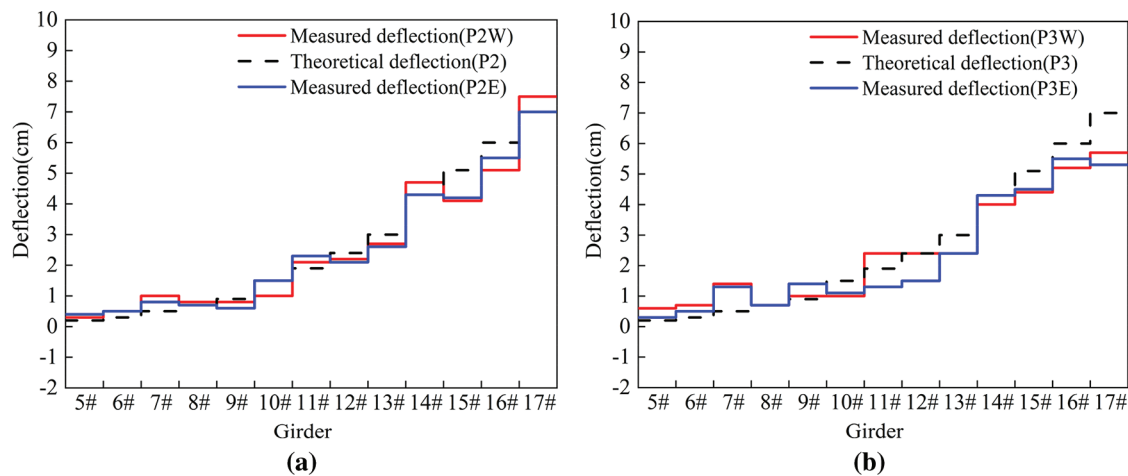 10
9
8
7
6
5
4
3
2
1
0
-1
-2
Deflection(cm)
Measured deflection(P2W)
Theoretical deflection(P2)
Measured deflection(P2E)
5# 6# 7# 8# 9# 10# 11# 12# 13# 14# 15# 16# 17#
Girder
(a)
10
9
8
7
6
5
4
3
2
1
0
-1
-2
Deflection(cm)
Measured deflection(P3W)
Theoretical deflection(P3)
Measured deflection(P3E)
5# 6# 7# 8# 9# 10# 11# 12# 13# 14# 15# 16# 17#
Girder
(b)